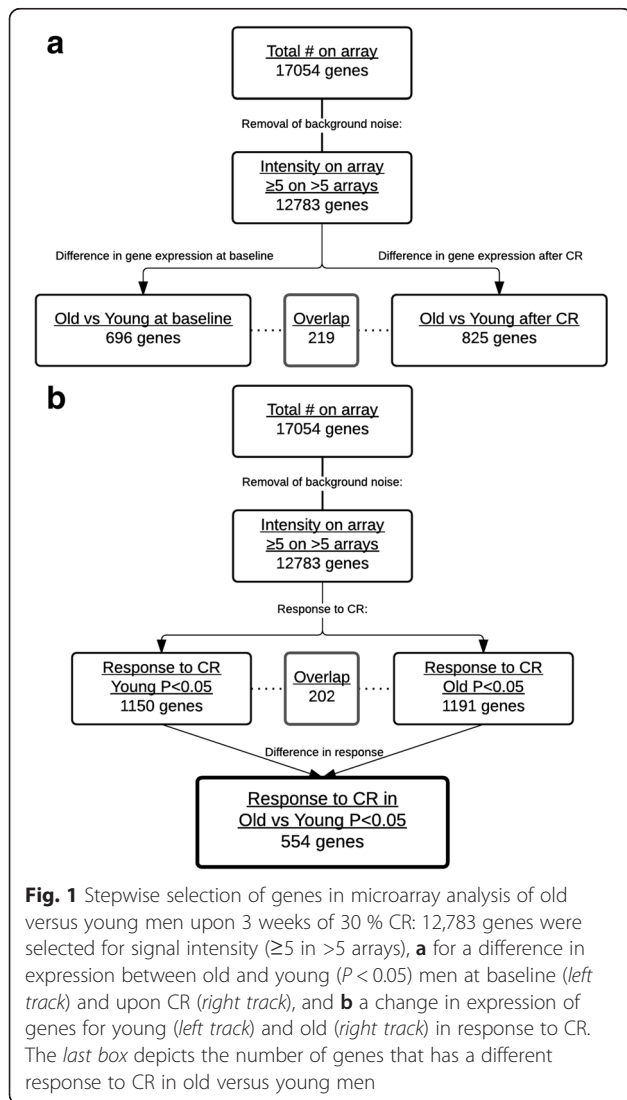 a
Total # on array
17054 genes
Removal of background noise:
Intensity on array
≥5 on >5 arrays
12783 genes
Difference in gene expression at baseline
Difference in gene expression after CR
Old vs Young at baseline
696 genes
Overlap
219
Old vs Young after CR
825 genes
b
Total # on array
17054 genes
Removal of background noise:
Intensity on array
≥5 on >5 arrays
12783 genes
Response to CR:
Response to CR
Young P<0.05
1150 genes
Overlap
202
Response to CR
Old P<0.05
1191 genes
Difference in response
Response to CR in
Old vs Young P<0.05
554 genes
Fig. 1 Stepwise selection of genes in microarray analysis of old
versus young men upon 3 weeks of 30 % CR: 12,783 genes were
selected for signal intensity (≥5 in >5 arrays), a for a difference in
expression between old and young (P < 0.05) men at baseline (left
track) and upon CR (right track), and b a change in expression of
genes for young (left track) and old (right track) in response to CR.
The last box depicts the number of genes that has a different
response to CR in old versus young men